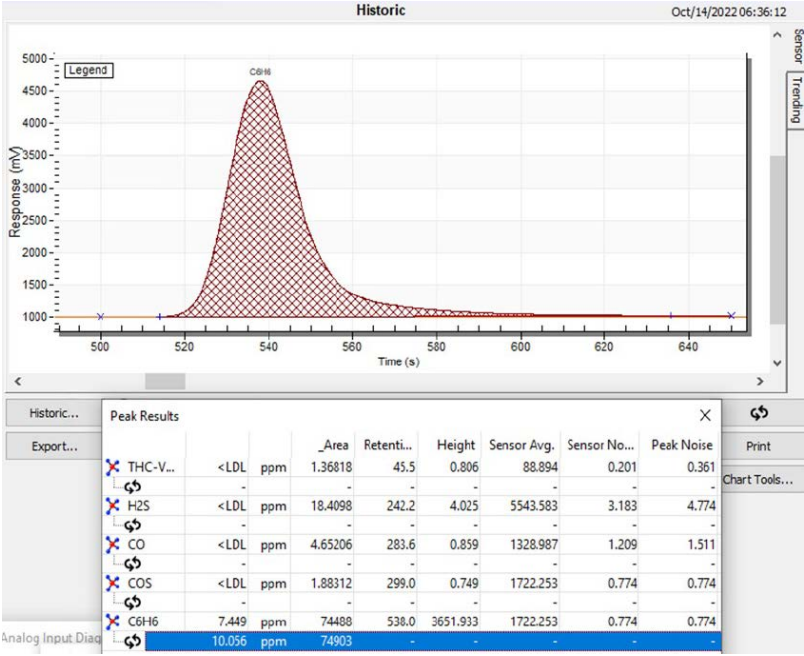 Historic
Oct/14/2022 06:36:12
Sensor
Trending
Legend
C6H6
5000
4500
4000
3500
3000
2500
2000
1500
1000
Response (mV)
500 520 540 560 580 600 620 640
Time (s)
Historic...
Export...
Print
Chart Tools...
Peak Results
_Area Retenti... Height Sensor Avg. Sensor No... Peak Noise
THC-V... <LDL ppm 1.36818 45.5 0.806 88.894 0.201 0.361
- - - - - - -
H2S <LDL ppm 18.4098 242.2 4.025 5543.583 3.183 4.774
- - - - - - -
CO <LDL ppm 4.65206 283.6 0.859 1328.987 1.209 1.511
- - - - - - -
COS <LDL ppm 1.88312 299.0 0.749 1722.253 0.774 0.774
- - - - - - -
C6H6 7.449 ppm 74488 538.0 3651.933 1722.253 0.774 0.774
10.056 ppm 74903 - - - - -
Analog Input Diag